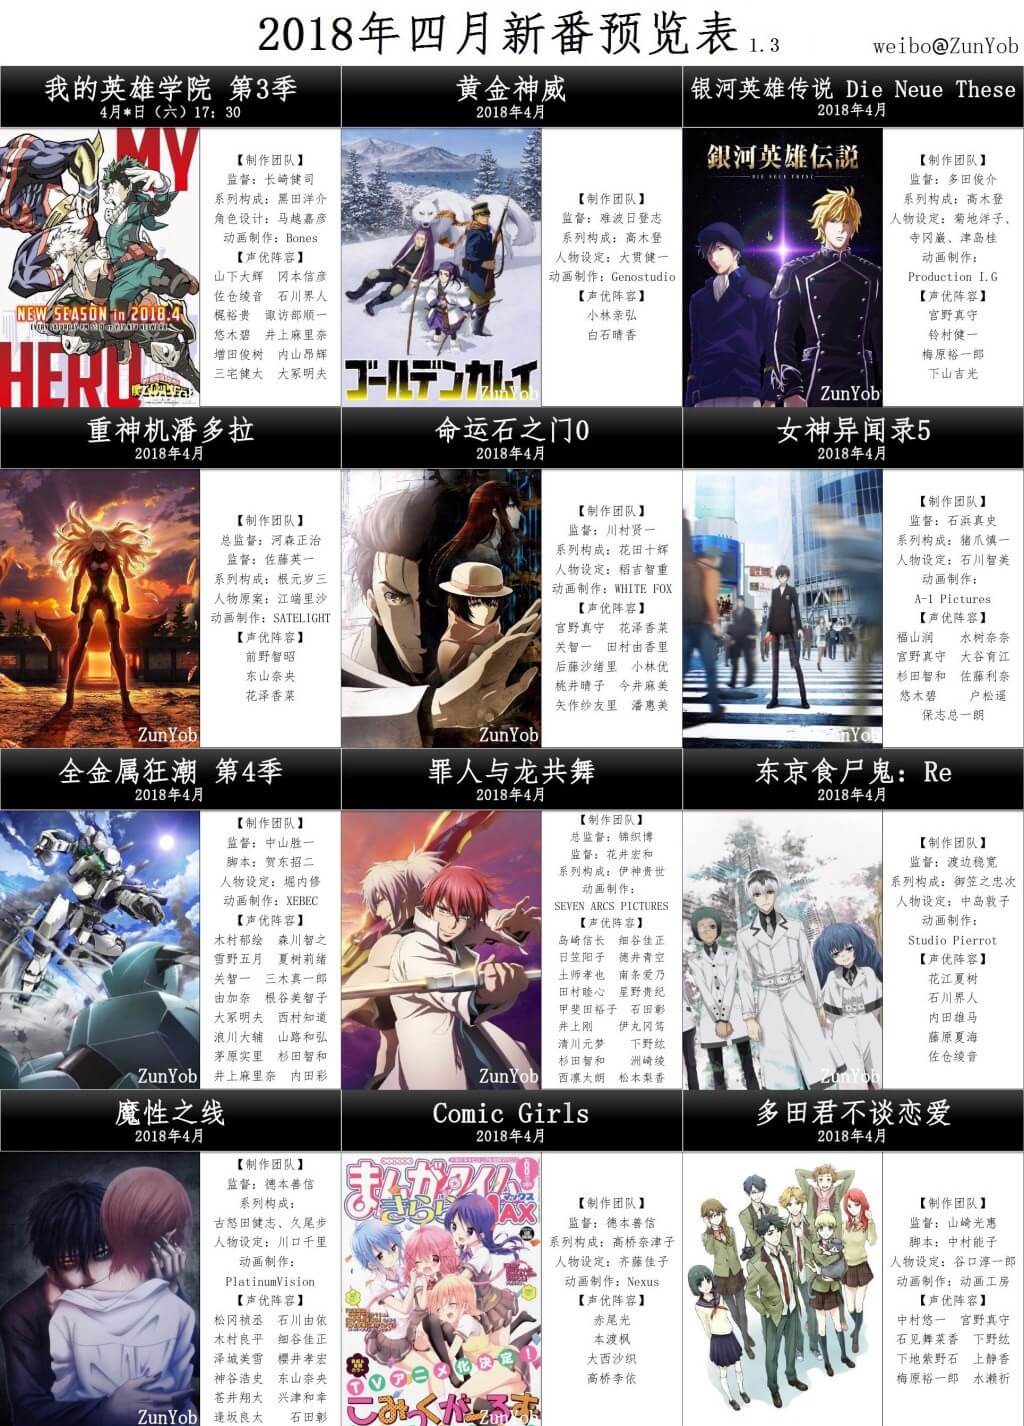 2018年四月新番预览表 1.3
weibo@ZunYob
我的英雄学院 第3季
4月*日（六）17：30
MY
HERO
NEW SEASON in 2018.4
【制作团队】
监督：长崎健司
系列构成：黑田洋介
角色设计：马越嘉彦
动画制作：Bones
【声优阵容】
山下大辉 冈本信彦
佐仓绫音 石川界人
梶裕贵 诹访部顺一
悠木碧 井上麻里奈
增田俊树 内山昂辉
三宅健太 大冢明夫
黄金神威
2018年4月
ゴールデンカムイ
ZunYob
【制作团队】
监督：难波日登志
系列构成：高木登
人物设定：大贯健一
动画制作：Genostudio
【声优阵容】
小林亲弘
白石晴香
银河英雄传说 Die Neue These
2018年4月
銀河英雄伝説
DIE NEUE THESE
ZunYob
【制作团队】
监督：多田俊介
系列构成：高木登
人物设定：菊地洋子、
寺冈巌、津岛桂
动画制作：
Production I.G
【声优阵容】
宫野真守
铃村健一
梅原裕一郎
下山吉光
重神机潘多拉
2018年4月
ZunYob
【制作团队】
总监督：河森正治
监督：佐藤英一
系列构成：根元岁三
人物原案：江端里沙
动画制作：SATELIGHT
【声优阵容】
前野智昭
东山奈央
花泽香菜
命运石之门0
2018年4月
ZunYob
【制作团队】
监督：川村贤一
系列构成：花田十辉
人物设定：稻吉智重
动画制作：WHITE FOX
【声优阵容】
宫野真守 花泽香菜
关智一 田村由香里
后藤沙绪里 小林优
桃井晴子 今井麻美
矢作纱友里 潘惠美
女神异闻录5
2018年4月
ZunYob
【制作团队】
监督：石浜真史
系列构成：猪爪慎一
人物设定：石川智美
动画制作：
A-1 Pictures
【声优阵容】
福山润 水树奈奈
宫野真守 大谷育江
杉田智和 佐藤利奈
悠木碧 户松遥
保志总一朗
全金属狂潮 第4季
2018年4月
ZunYob
【制作团队】
监督：中山胜一
脚本：贺东招二
人物设定：堀内修
动画制作：XEBEC
【声优阵容】
木村郁绘 森川智之
雪野五月 夏树莉绪
关智一 三木真一郎
由加奈 根谷美智子
大冢明夫 西村知道
浪川大辅 山路和弘
茅原实里 杉田智和
井上麻里奈 内田彩
罪人与龙共舞
2018年4月
ZunYob
【制作团队】
总监督：锦织博
监督：花井宏和
系列构成：伊神贵世
动画制作：
SEVEN ARCS PICTURES
【声优阵容】
岛崎信长 细谷佳正
日笠阳子 德井青空
土师孝也 南条爱乃
田村睦心 星野贵纪
甲斐田裕子 石田彰
井上刚 伊丸冈笃
清川元梦 下野纮
杉田智和 洲崎绫
西凛太朗 松本梨香
东京食尸鬼：Re
2018年4月
ZunYob
【制作团队】
监督：渡边稳宽
系列构成：御笠之忠次
人物设定：中岛敦子
动画制作：
Studio Pierrot
【声优阵容】
花江夏树
石川界人
内田雄马
藤原夏海
佐仓绫音
魔性之线
2018年4月
ZunYob
【制作团队】
监督：德本善信
系列构成：
古怒田健志、久尾步
人物设定：川口千里
动画制作：
PlatinumVision
【声优阵容】
松冈祯丞 石川由依
木村良平 细谷佳正
泽城美雪 樱井孝宏
神谷浩史 东山奈央
苍井翔太 兴津和幸
逢坂良太 石田彰
Comic Girls
2018年4月
まんがタイム
きらら
MAX
マックス
TVアニメ化決定！
こみっくがーるず
ZunYob
【制作团队】
监督：德本善信
系列构成：高桥奈津子
人物设定：齐藤佳子
动画制作：Nexus
【声优阵容】
赤尾光
本渡枫
大西沙织
高桥李依
多田君不谈恋爱
2018年4月
【制作团队】
监督：山崎光惠
脚本：中村能子
人物设定：谷口淳一郎
动画制作：动画工房
【声优阵容】
中村悠一 宫野真守
石见舞菜香 下野纮
下地紫野石 上静香
梅原裕一郎 水濑祈